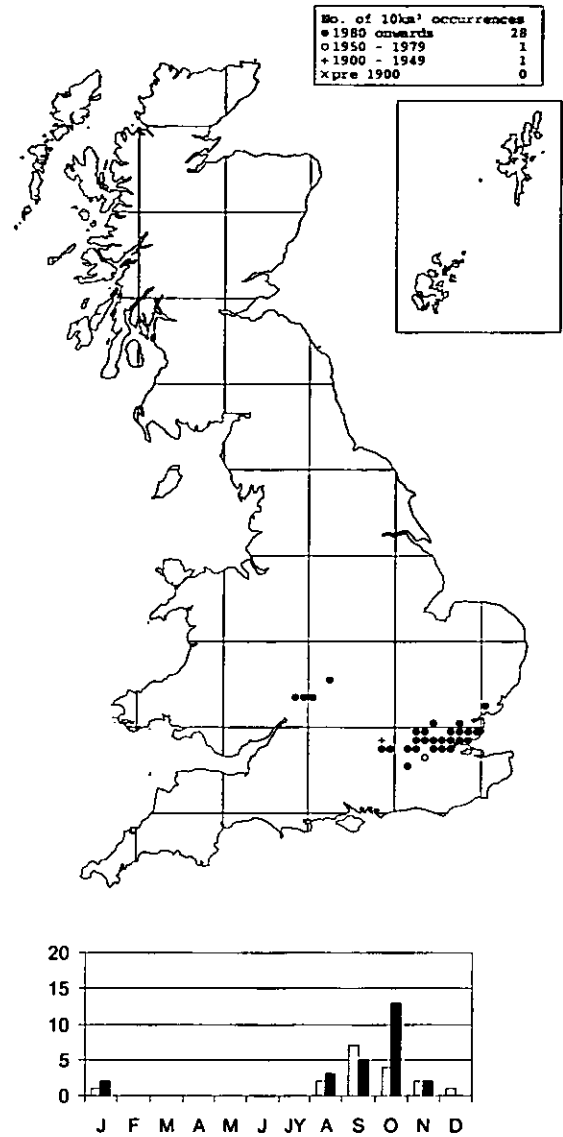 No. of 10km² occurrences
● 1980 onwards 28
○ 1950 - 1979 1
+ 1900 - 1949 1
× pre 1900 0
20
15
10
5
0
J F M A M J JY A S O N D